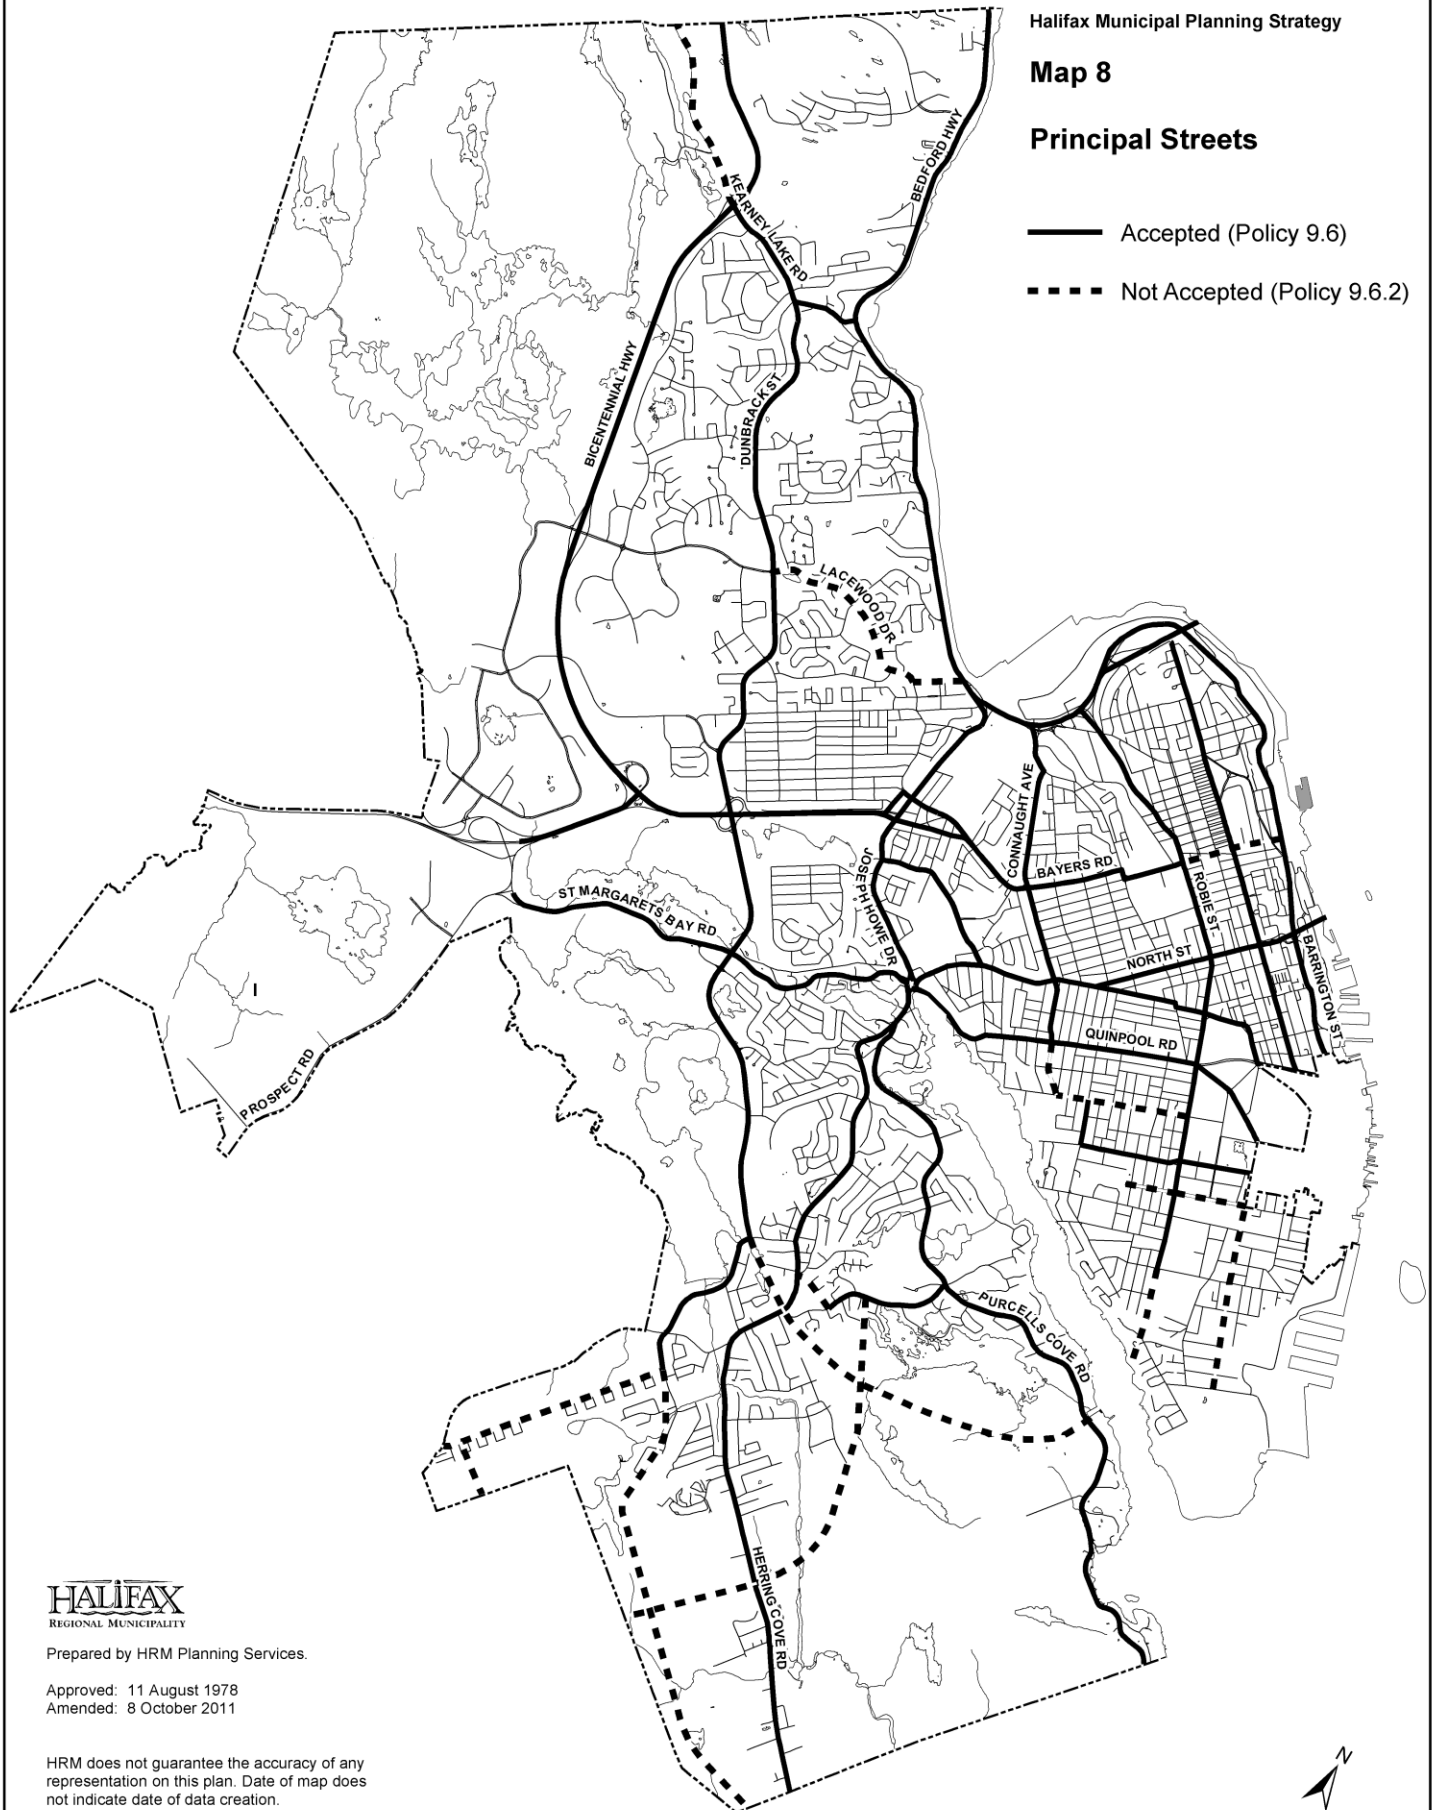 Halifax Municipal Planning Strategy
Map 8
Principal Streets
Accepted (Policy 9.6)
Not Accepted (Policy 9.6.2)
BEDFORD HWY
KEARNEY LAKE RD
BICENTENNIAL HWY
DUNBRACK ST
LACEWOOD DR
CONNAUGHT AVE
BAYERS RD
JOSEPH HOWE DR
ROBIE ST
ST MARGARETS BAY RD
NORTH ST
BARRINGTON ST
QUINPOOL RD
I
PROSPECT RD
PURCELLS COVE RD
HERRING COVE RD
HALIFAX
REGIONAL MUNICIPALITY
Prepared by HRM Planning Services.
Approved: 11 August 1978
Amended: 8 October 2011
HRM does not guarantee the accuracy of any
representation on this plan. Date of map does
not indicate date of data creation.
N